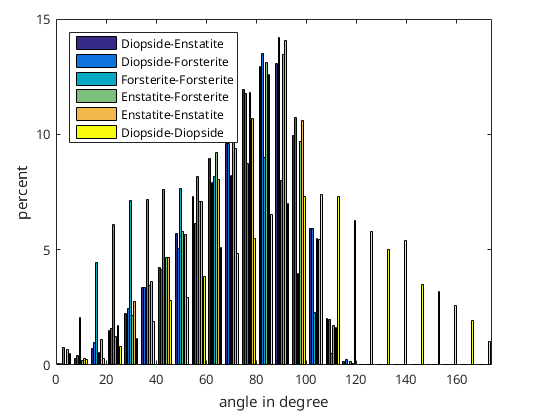 15
10
5
0
percent
Diopside-Enstatite
Diopside-Forsterite
Forsterite-Forsterite
Enstatite-Forsterite
Enstatite-Enstatite
Diopside-Diopside
0 20 40 60 80 100 120 140 160
angle in degree